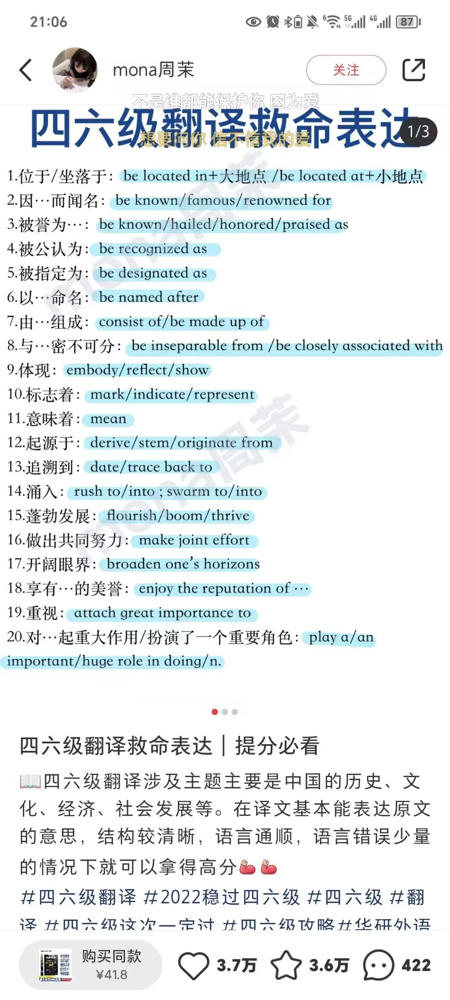 21:06
6 5G 4G 87
mona周茉
关注
不是谁都能保护你 因为爱
四六级翻译救命表达
1/3
想要问你 信不信我的爱
1.位于/坐落于: be located in+大地点 /be located at+小地点
2.因…而闻名: be known/famous/renowned for
3.被誉为…: be known/hailed/honored/praised as
4.被公认为: be recognized as
5.被指定为: be designated as
6.以…命名: be named after
7.由…组成: consist of/be made up of
8.与…密不可分: be inseparable from /be closely associated with
9.体现: embody/reflect/show
10.标志着: mark/indicate/represent
11.意味着: mean
12.起源于: derive/stem/originate from
13.追溯到: date/trace back to
14.涌入: rush to/into ; swarm to/into
15.蓬勃发展: flourish/boom/thrive
16.做出共同努力: make joint effort
17.开阔眼界: broaden one's horizons
18.享有…的美誉: enjoy the reputation of …
19.重视: attach great importance to
20.对…起重大作用/扮演了一个重要角色: play a/an
important/huge role in doing/n.
mona周茉
mona周茉
四六级翻译救命表达｜提分必看
📖四六级翻译涉及主题主要是中国的历史、文
化、经济、社会发展等。在译文基本能表达原文
的意思，结构较清晰，语言通顺，语言错误少量
的情况下就可以拿得高分💪💪
#四六级翻译 #2022稳过四六级 #四六级 #翻
译 #四六级这次一定过 #四六级攻略#华研外语
购买同款
¥41.8
3.7万
3.6万
422